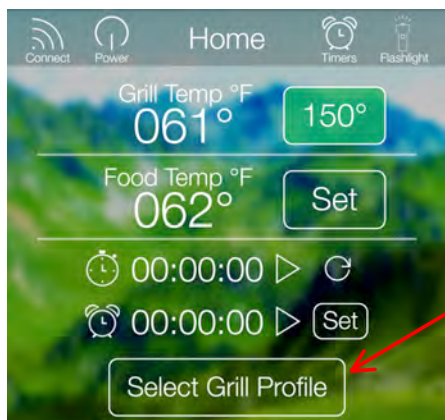 Home
Connect Power Timers Flashlight
Grill Temp °F
061° 150°
Food Temp °F
062° Set
00:00:00
00:00:00 Set
Select Grill Profile